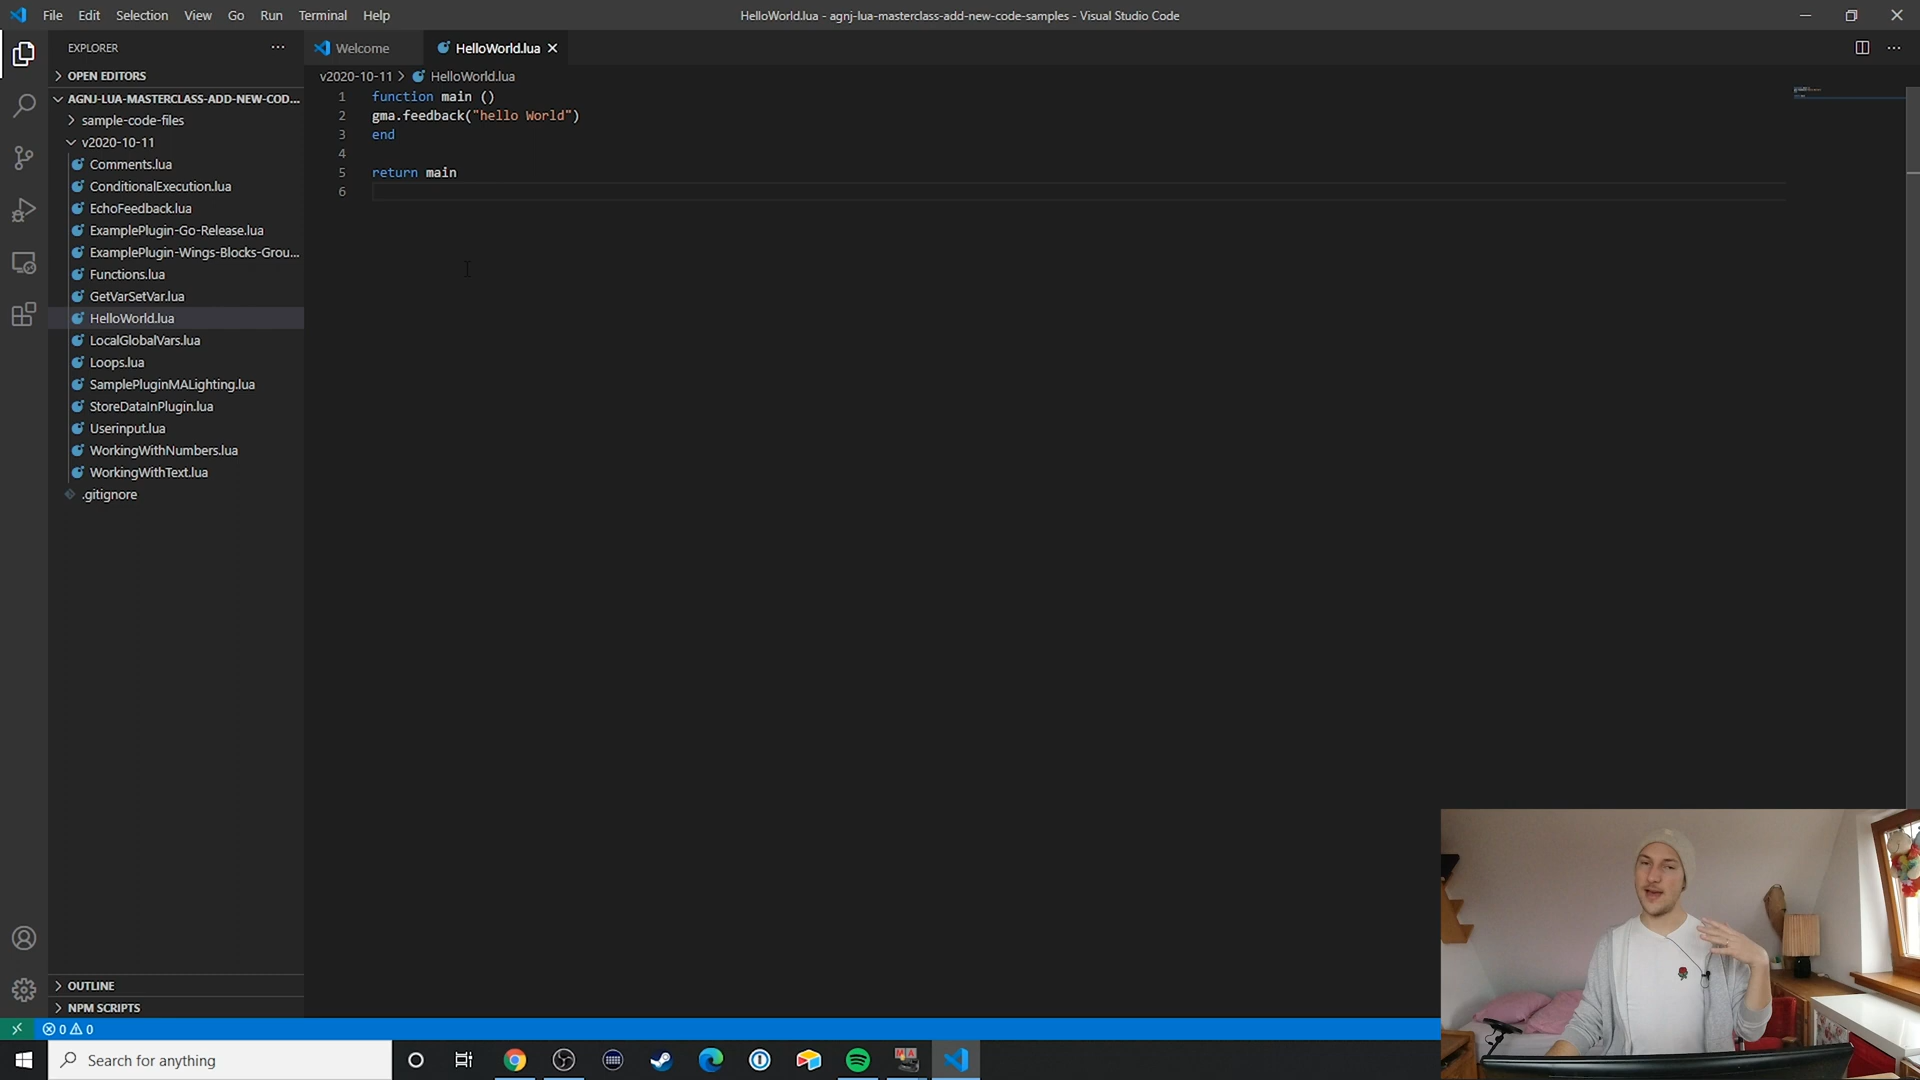 File Edit Selection View Go Run Terminal Help
HelloWorld.lua - agnj-lua-masterclass-add-new-code-samples - Visual Studio Code
EXPLORER
OPEN EDITORS
AGNJ-LUA-MASTERCLASS-ADD-NEW-COD...
sample-code-files
v2020-10-11
Comments.lua
ConditionalExecution.lua
EchoFeedback.lua
ExamplePlugin-Go-Release.lua
ExamplePlugin-Wings-Blocks-Grou...
Functions.lua
GetVarSetVar.lua
HelloWorld.lua
LocalGlobalVars.lua
Loops.lua
SamplePluginMALighting.lua
StoreDataInPlugin.lua
Userinput.lua
WorkingWithNumbers.lua
WorkingWithText.lua
.gitignore
OUTLINE
NPM SCRIPTS
Welcome HelloWorld.lua
v2020-10-11 > HelloWorld.lua
1 function main ()
2 gma.feedback("hello World")
3 end
4
5 return main
6
0 0
Search for anything
MA